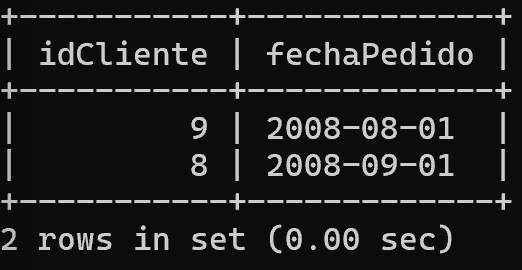 +-----------+-------------+
| idCliente | fechaPedido |
+-----------+-------------+
|         9 | 2008-08-01  |
|         8 | 2008-09-01  |
+-----------+-------------+
2 rows in set (0.00 sec)